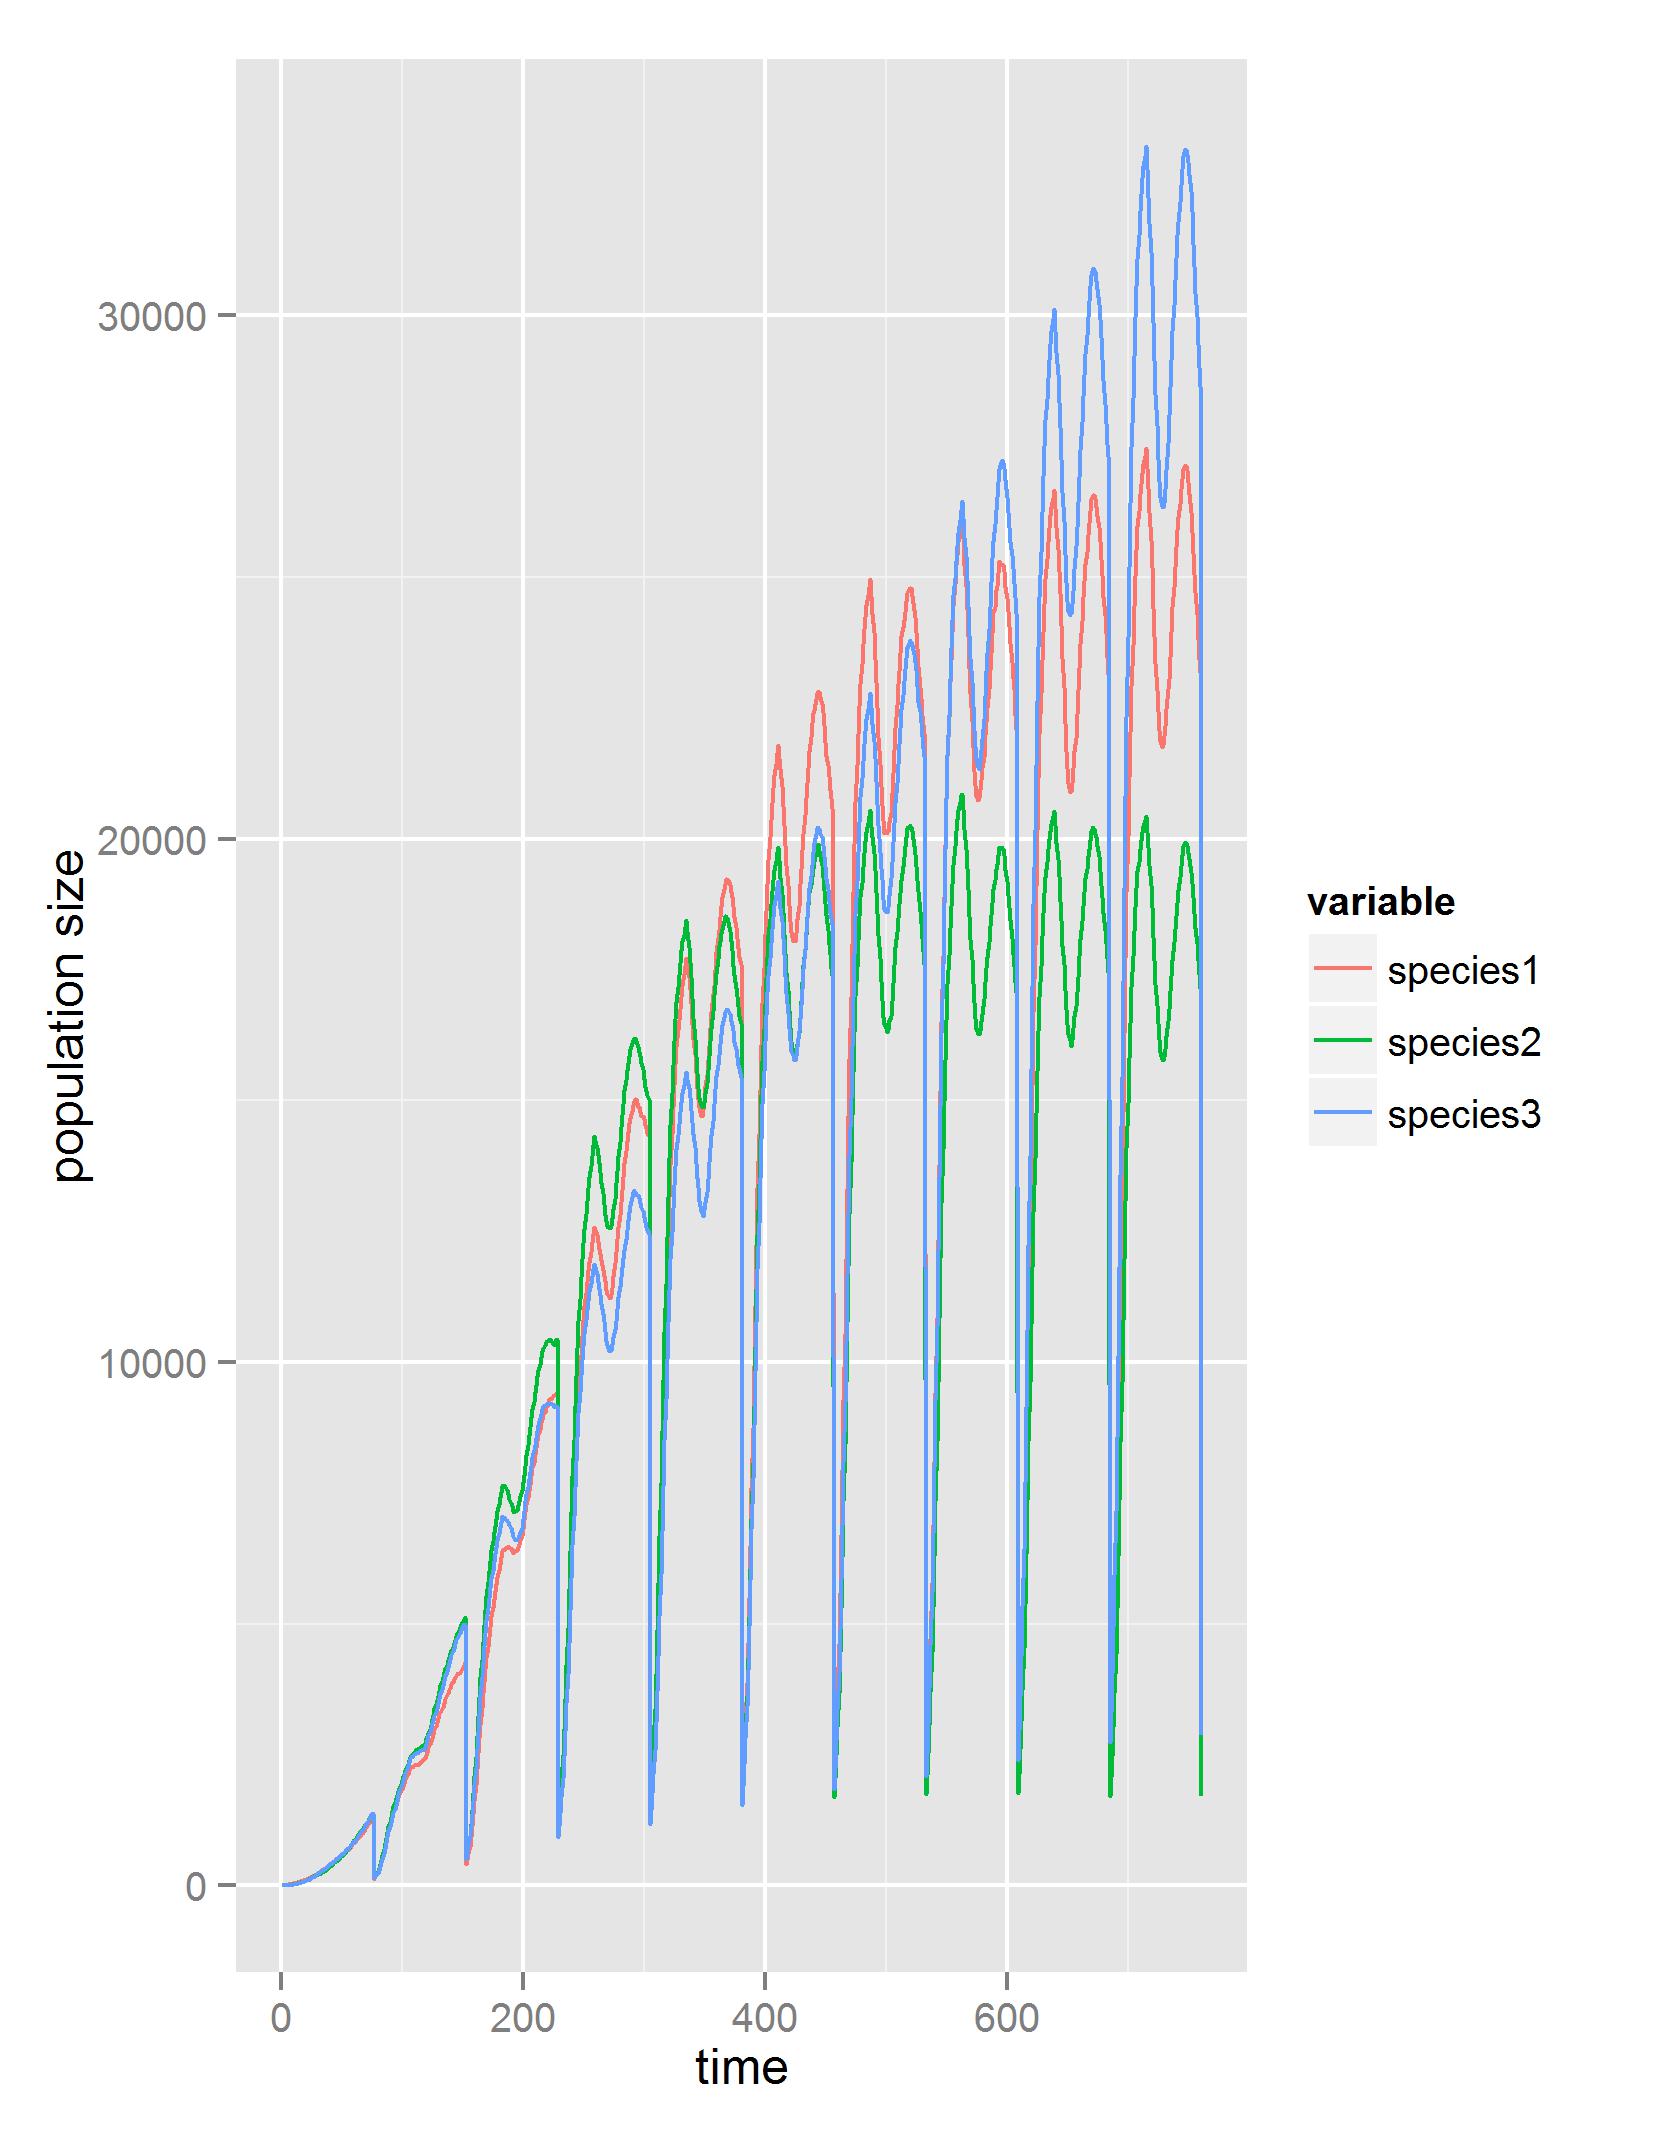 population size
30000
20000
10000
0
0 200 400 600
time
variable
species1
species2
species3